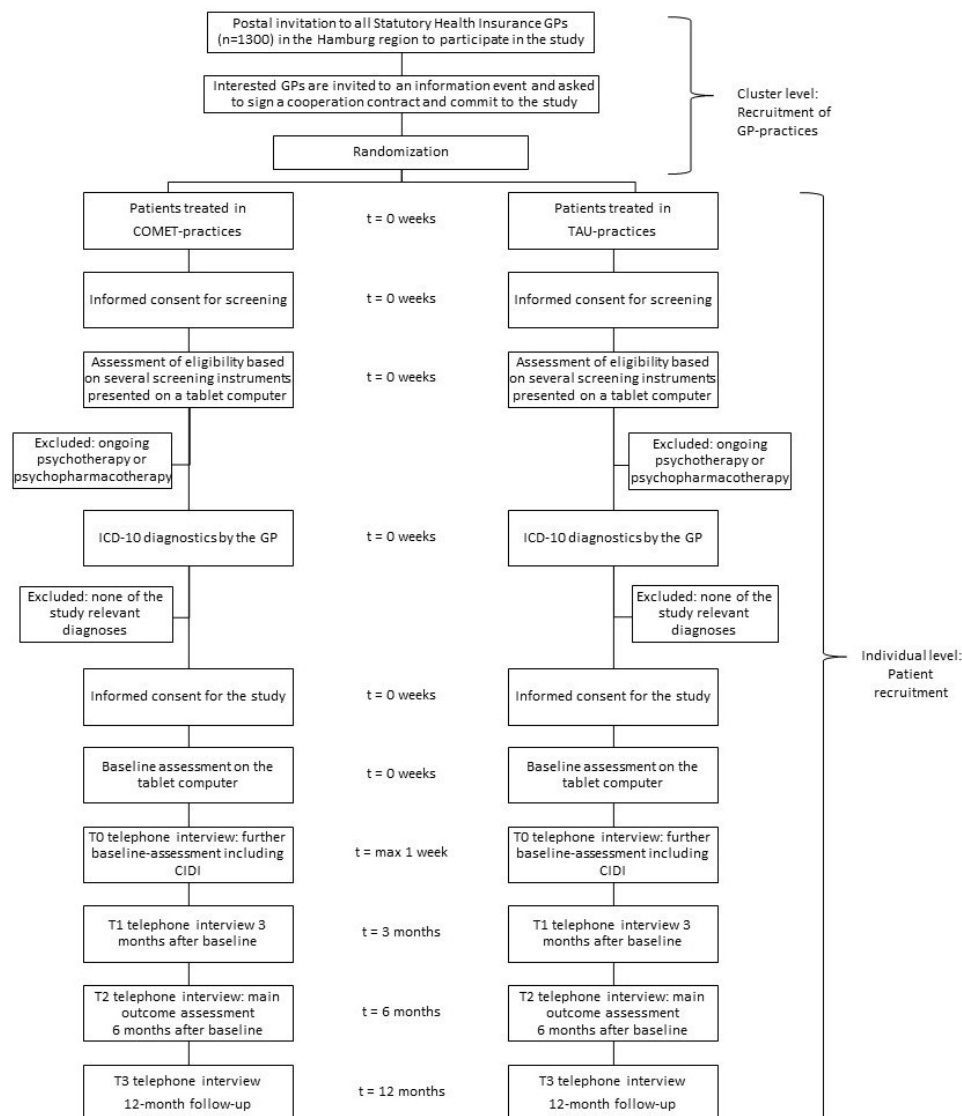 Postal invitation to all Statutory Health Insurance GPs
(n=1300) in the Hamburg region to participate in the study
Interested GPs are invited to an information event and asked
to sign a cooperation contract and commit to the study
Cluster level:
Recruitment of
GP-practices
Randomization
Patients treated in
COMET-practices
t = 0 weeks
Patients treated in
TAU-practices
Informed consent for screening
t = 0 weeks
Informed consent for screening
Assessment of eligibility based
on several screening instruments
presented on a tablet computer
t = 0 weeks
Assessment of eligibility based
on several screening instruments
presented on a tablet computer
Excluded: ongoing
psychotherapy or
psychopharmacotherapy
Excluded: ongoing
psychotherapy or
psychopharmacotherapy
ICD-10 diagnostics by the GP
t = 0 weeks
ICD-10 diagnostics by the GP
Excluded: none of the
study relevant
diagnoses
Excluded: none of the
study relevant
diagnoses
Individual level:
Patient
recruitment
Informed consent for the study
t = 0 weeks
Informed consent for the study
Baseline assessment on the
tablet computer
t = 0 weeks
Baseline assessment on the
tablet computer
T0 telephone interview: further
baseline-assessment including
CIDI
t = max 1 week
T0 telephone interview: further
baseline-assessment including
CIDI
T1 telephone interview 3
months after baseline
t = 3 months
T1 telephone interview 3
months after baseline
T2 telephone interview: main
outcome assessment
6 months after baseline
t = 6 months
T2 telephone interview: main
outcome assessment
6 months after baseline
T3 telephone interview
12-month follow-up
t = 12 months
T3 telephone interview
12-month follow-up